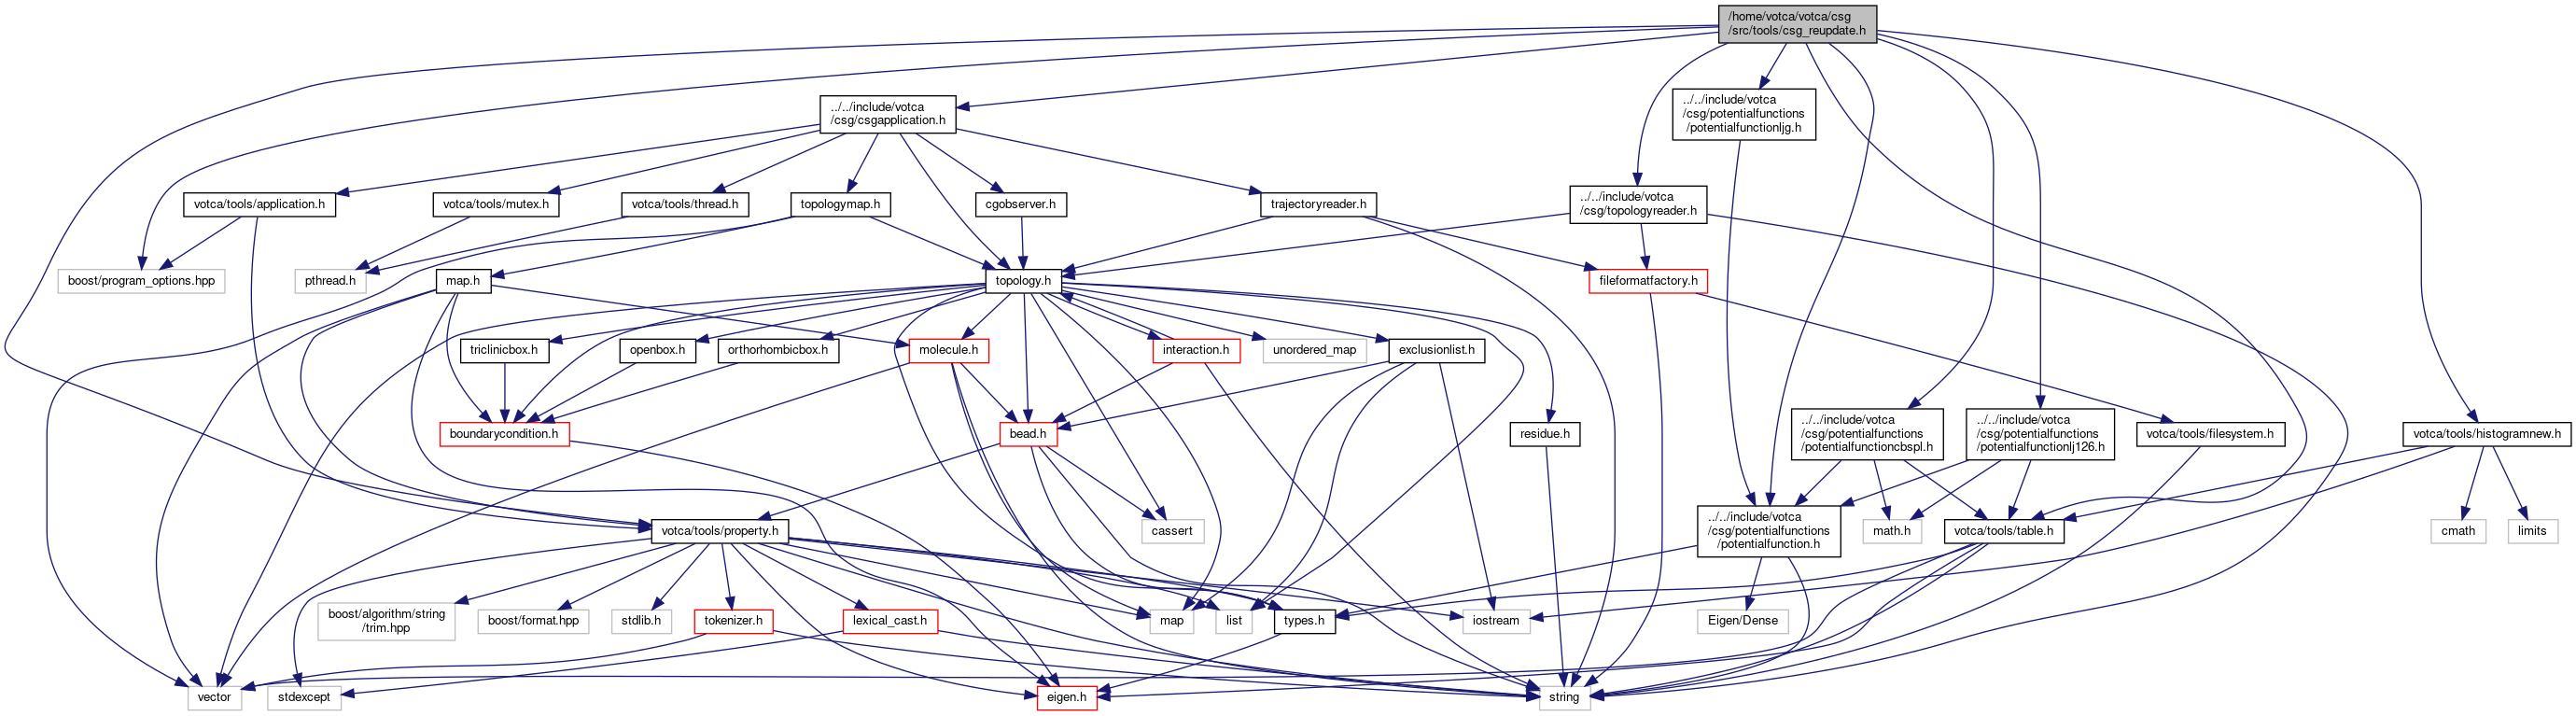 /home/votca/votca/csg
/src/tools/csg_reupdate.h
../../include/votca
/csg/csgapplication.h
../../include/votca
/csg/potentialfunctions
/potentialfunctionljg.h
votca/tools/application.h
votca/tools/mutex.h
votca/tools/thread.h
topologymap.h
cgobserver.h
trajectoryreader.h
../../include/votca
/csg/topologyreader.h
boost/program_options.hpp
pthread.h
map.h
topology.h
fileformatfactory.h
triclinicbox.h
openbox.h
orthorhombicbox.h
molecule.h
interaction.h
unordered_map
exclusionlist.h
boundarycondition.h
bead.h
residue.h
../../include/votca
/csg/potentialfunctions
/potentialfunctioncbspl.h
../../include/votca
/csg/potentialfunctions
/potentialfunctionlj126.h
votca/tools/filesystem.h
votca/tools/histogramnew.h
votca/tools/property.h
cassert
../../include/votca
/csg/potentialfunctions
/potentialfunction.h
math.h
votca/tools/table.h
cmath
limits
boost/algorithm/string
/trim.hpp
boost/format.hpp
stdlib.h
tokenizer.h
lexical_cast.h
map
list
types.h
iostream
Eigen/Dense
vector
stdexcept
eigen.h
string